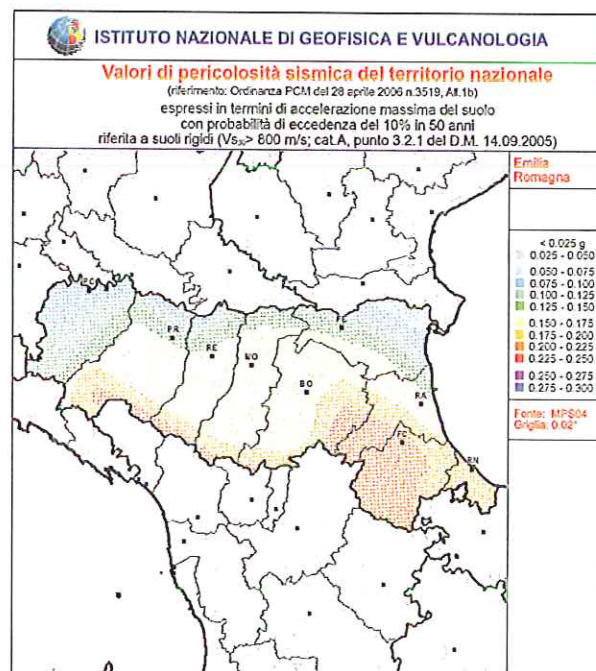 ISTITUTO NAZIONALE DI GEOFISICA E VULCANOLOGIA
Valori di pericolosità sismica del territorio nazionale
(riferimento: Ordinanza PCM del 28 aprile 2006 n.3519, All.1b)
espressi in termini di accelerazione massima del suolo
con probabilità di eccedenza del 10% in 50 anni
riferita a suoli rigidi (Vs30> 800 m/s; cat.A, punto 3.2.1 del D.M. 14.09.2005)
Emilia
Romagna
< 0.025 g
0.025 - 0.050
0.050 - 0.075
0.075 - 0.100
0.100 - 0.125
0.125 - 0.150
0.150 - 0.175
0.175 - 0.200
0.200 - 0.225
0.225 - 0.250
0.250 - 0.275
0.275 - 0.300
Fonte: MPS04
Griglia: 0.02°
PC
PR
RE
MO
BO
FE
RA
FC
RN